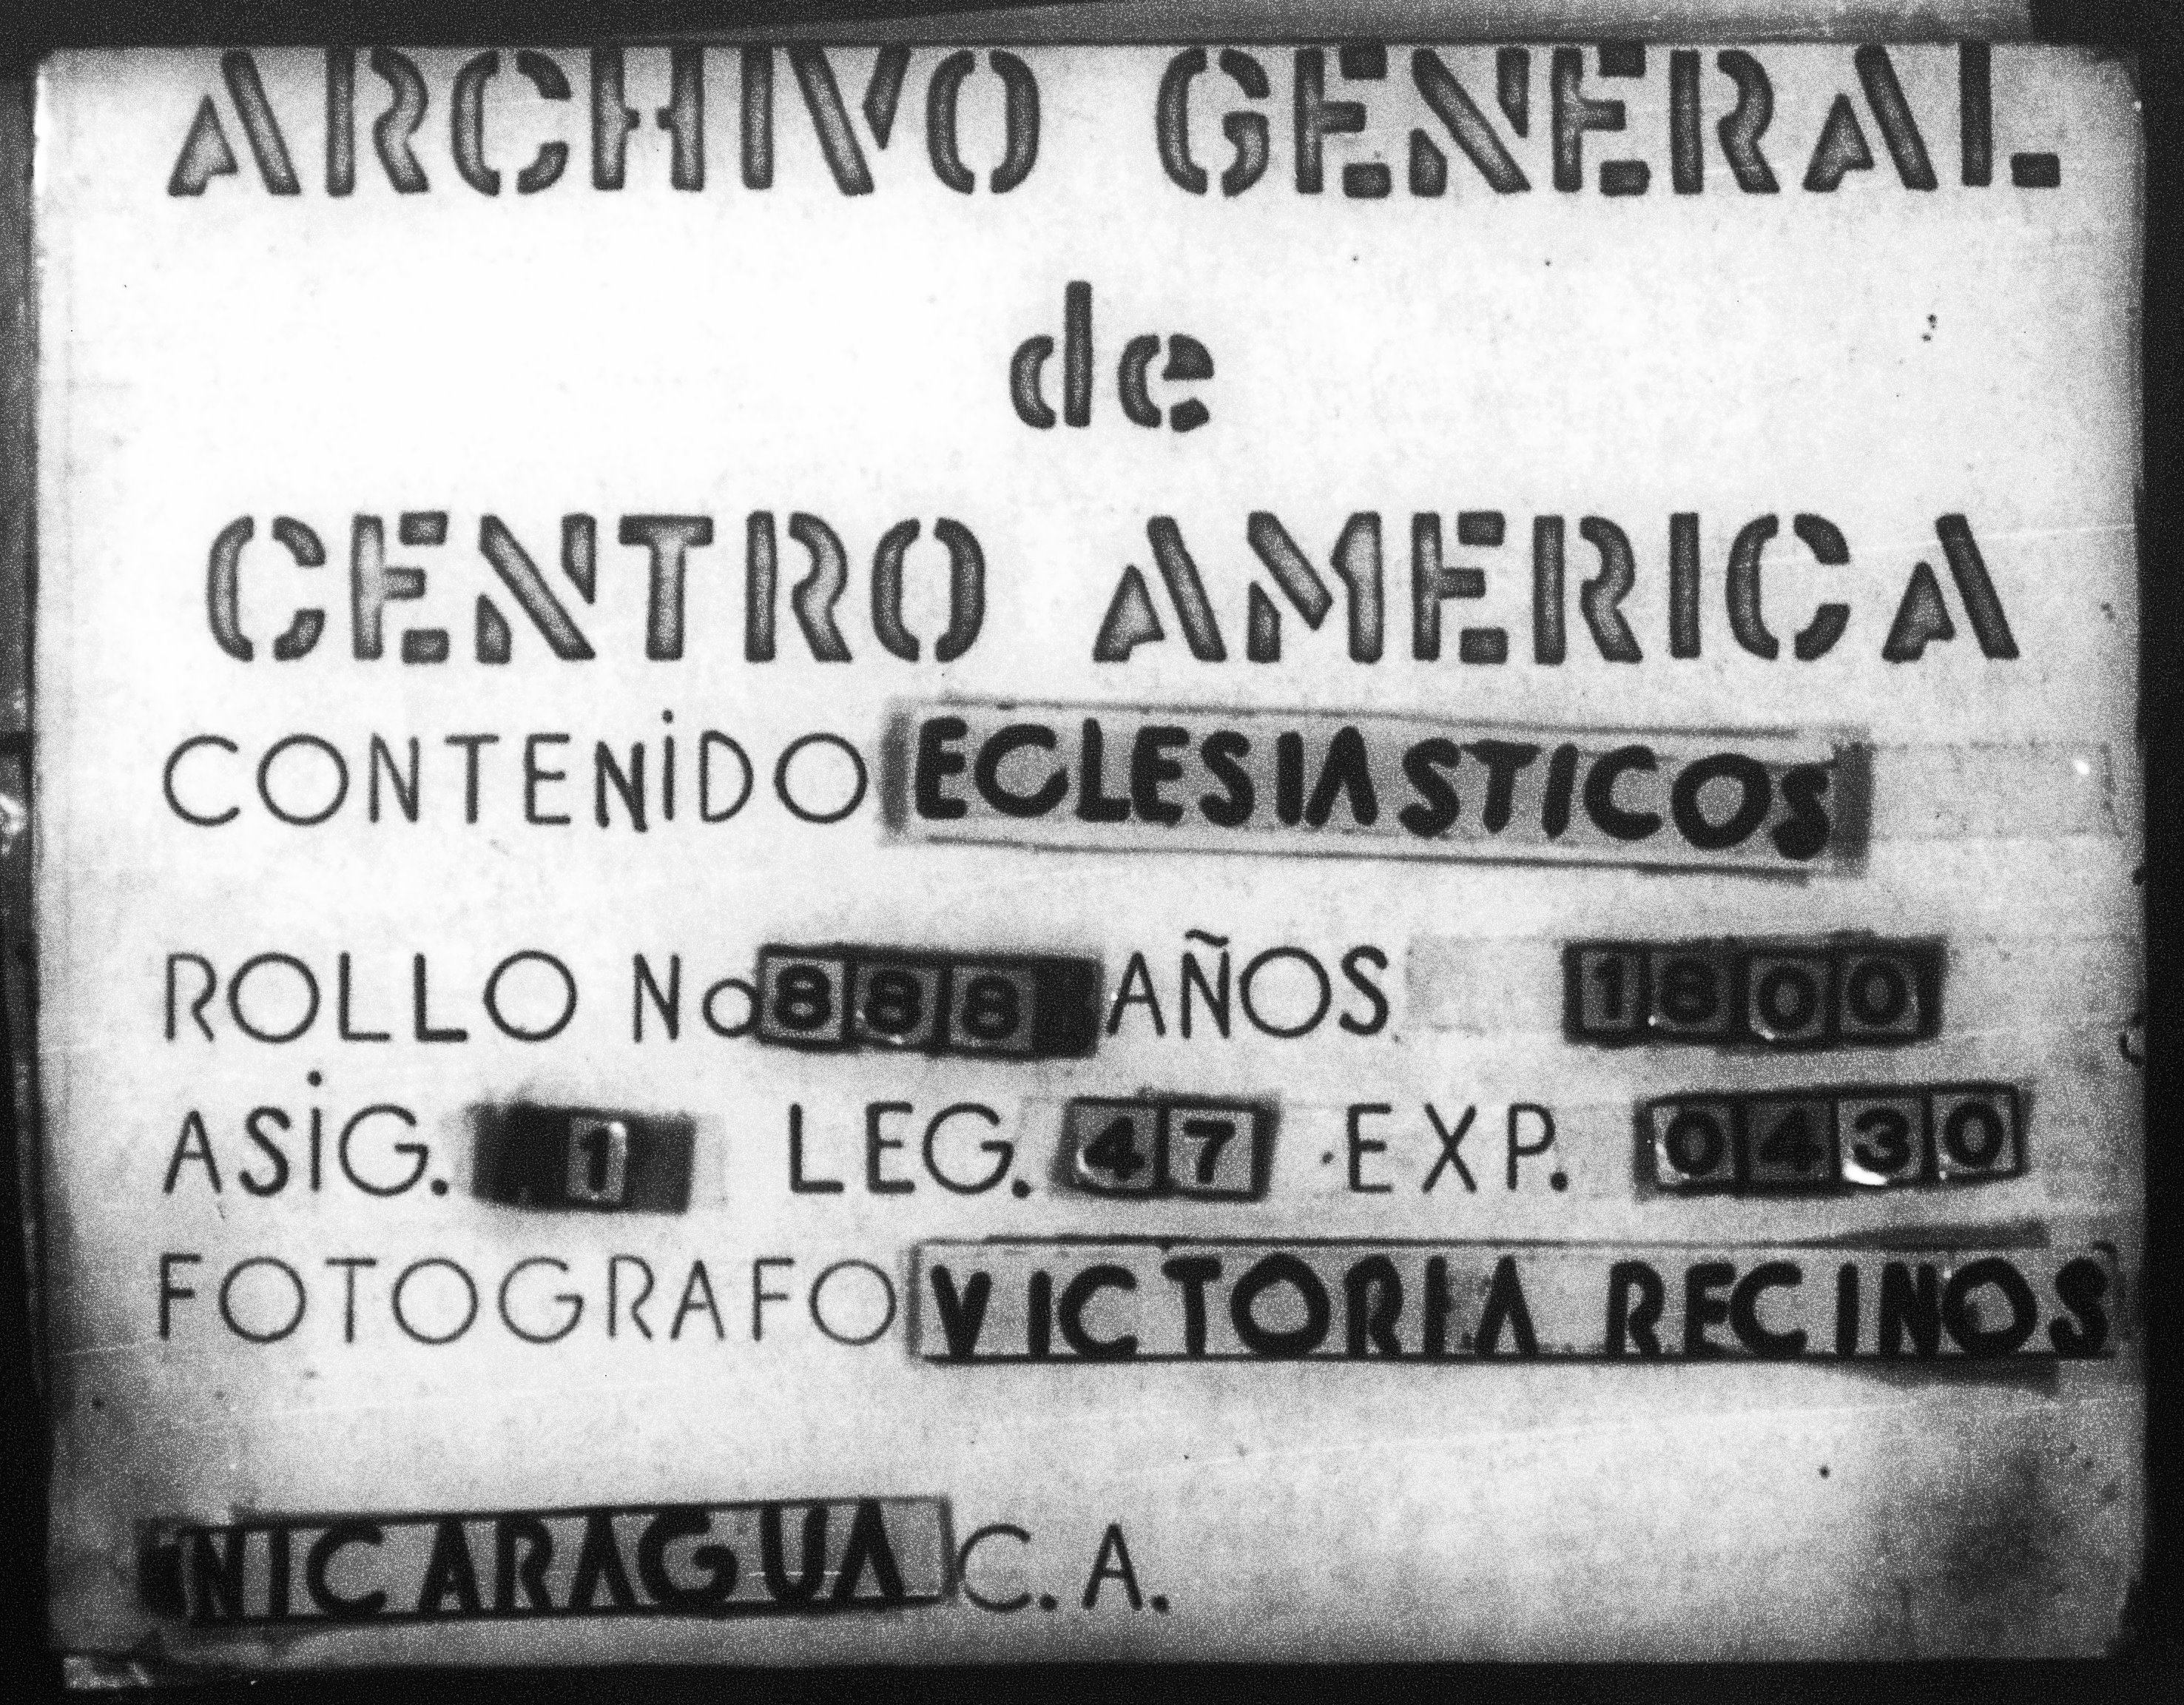 ARCHIVO GENERAL
de
CENTRO AMERICA
CONTENIDO ECLESIASTICOS
ROLLO No 888 AÑOS 1800
ASIG. 1 LEG. 47 EXP. 0430
FOTOGRAFO VICTORIA RECINOS
NICARAGUA C. A.